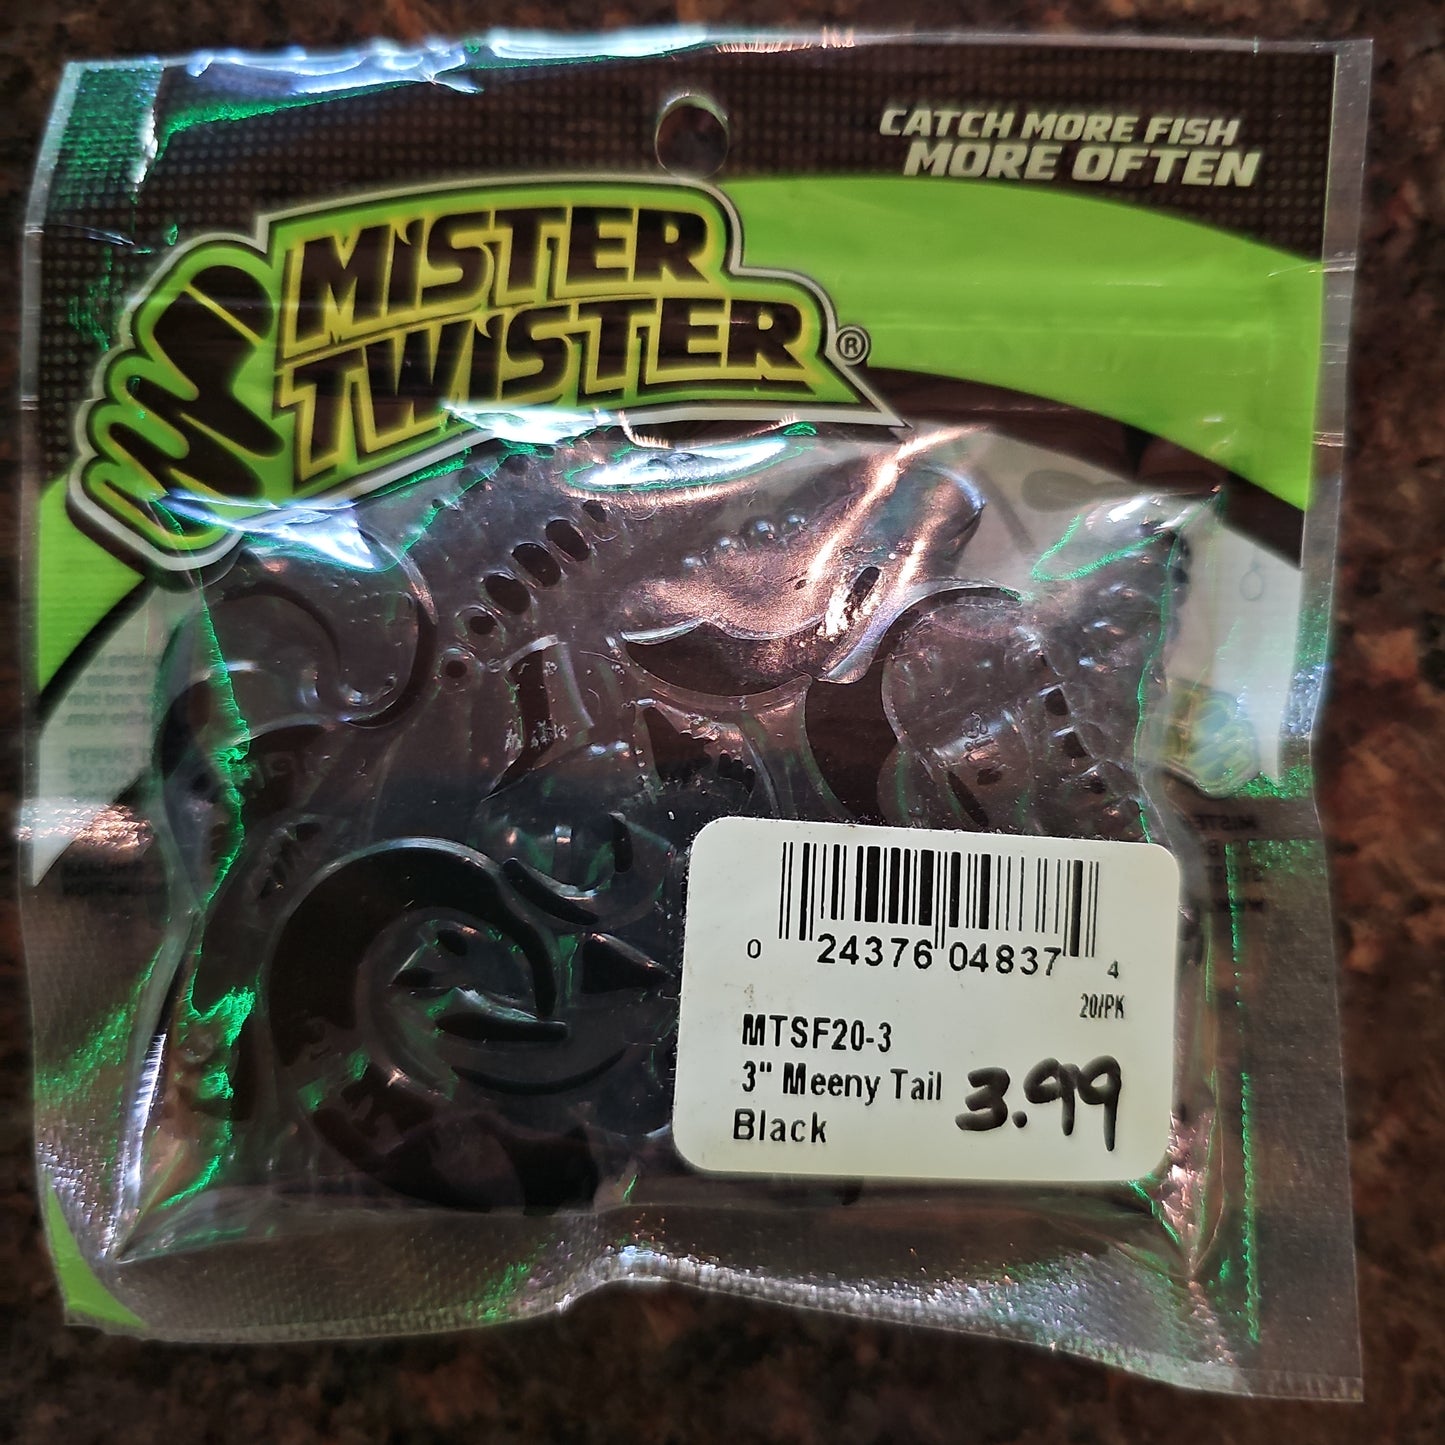 CATCH MORE FISH
MORE OFTEN
MISTER
TWISTER
®
0 24376 04837 4
20/PK
MTSF20-3
3" Meeny Tail 3.99
Black